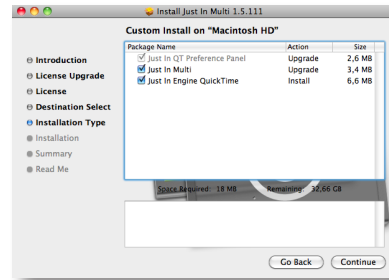 Install Just In Multi 1.5.111
Custom Install on "Macintosh HD"
Package Name Action Size
Just In QT Preference Panel Upgrade 2,6 MB
Just In Multi Upgrade 3,4 MB
Just In Engine QuickTime Install 6,6 MB
Introduction
License Upgrade
License
Destination Select
Installation Type
Installation
Summary
Read Me
Space Required: 18 MB Remaining: 32,66 GB
Go Back Continue